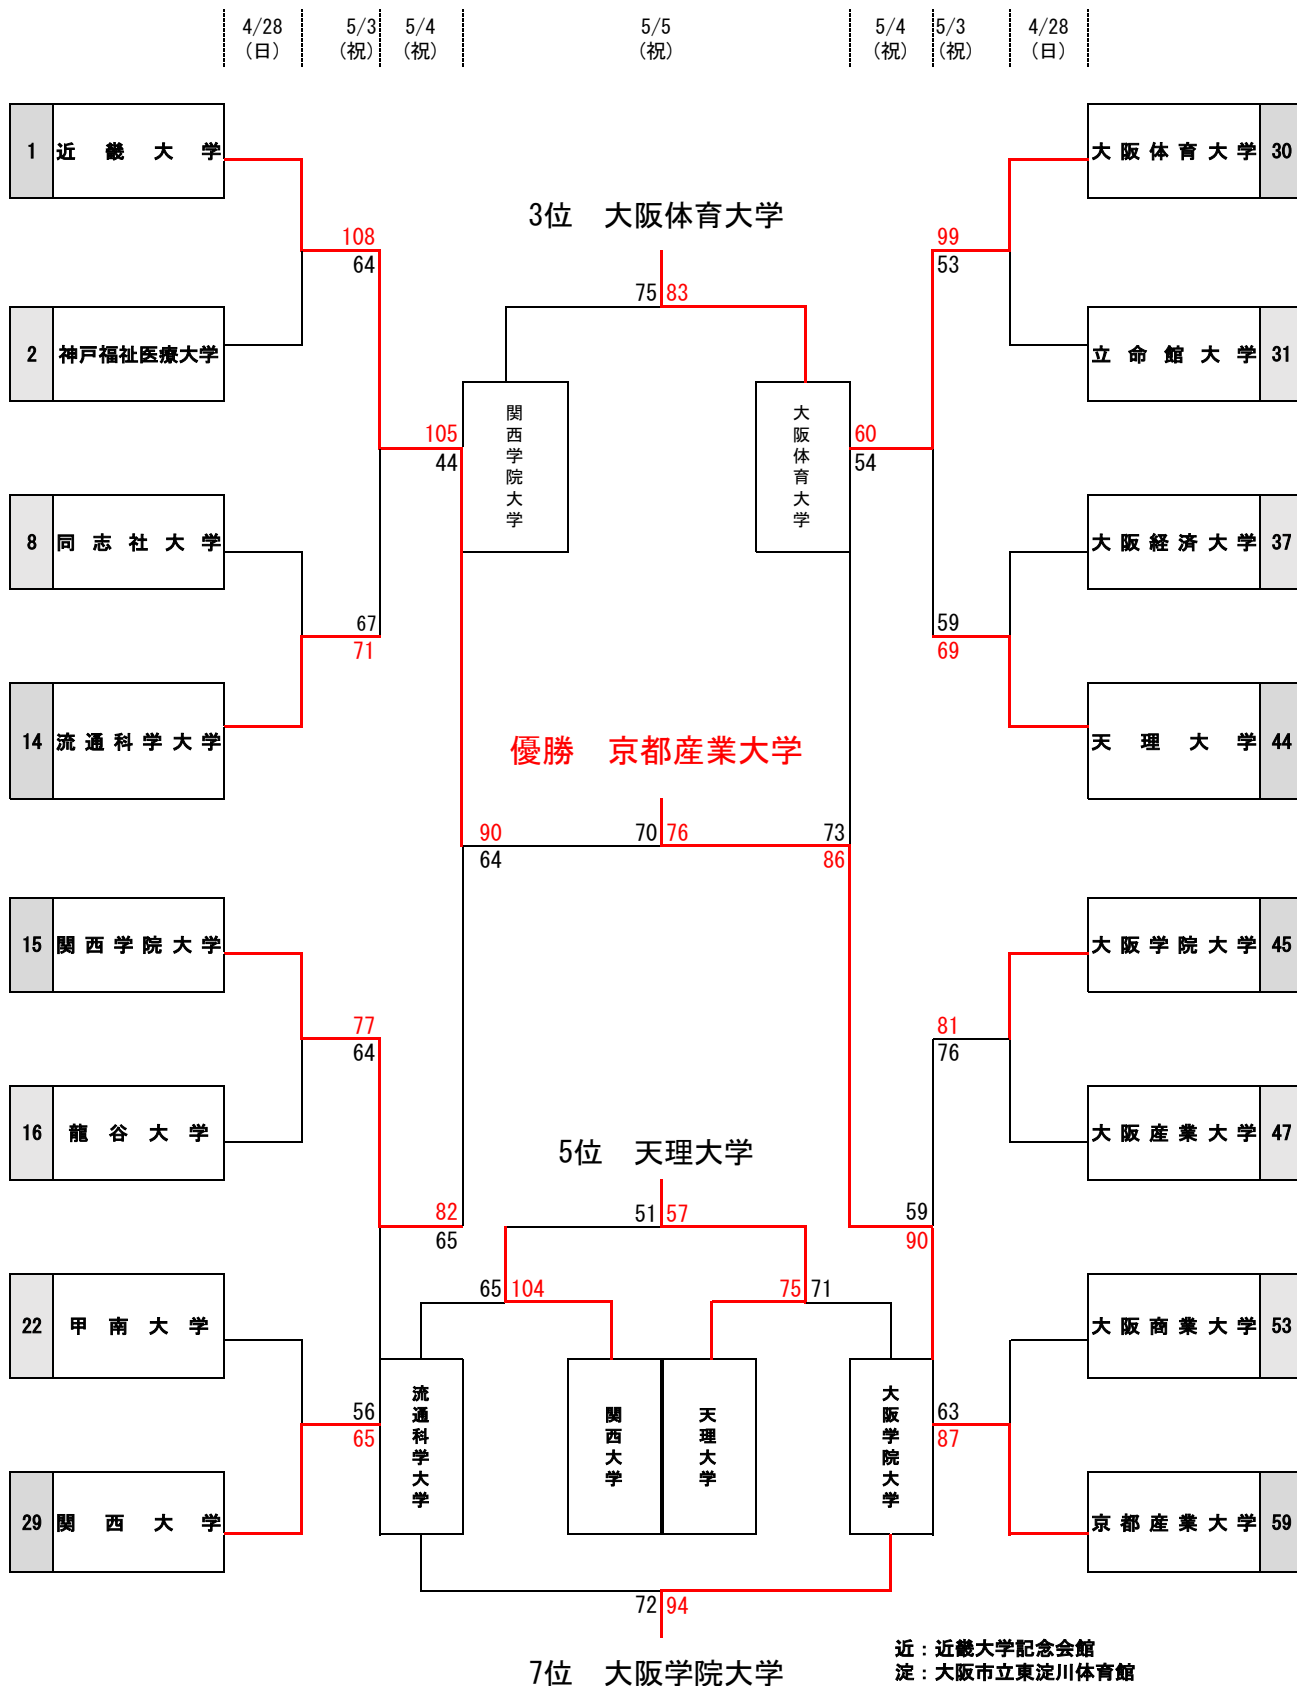 4/28 5/3 5/4 5/5 5/4 5/3 4/28
(日) (祝) (祝) (祝) (祝) (祝) (日)
1 近畿大学
大阪体育大学 30
3位 大阪体育大学
108
64
99
53
75 83
2 神戸福祉医療大学
立命館大学 31
関西学院大学
大阪体育大学
105
44
60
54
8 同志社大学
大阪経済大学 37
67
71
59
69
14 流通科学大学
天理大学 44
優勝 京都産業大学
90
64
70 76
73
86
15 関西学院大学
大阪学院大学 45
77
64
81
76
16 龍谷大学
大阪産業大学 47
5位 天理大学
82
65
51 57
59
90
65 104
75 71
22 甲南大学
大阪商業大学 53
流通科学大学
関西大学
天理大学
大阪学院大学
56
65
63
87
29 関西大学
京都産業大学 59
72 94
7位 大阪学院大学
近：近畿大学記念会館
淀：大阪市立東淀川体育館